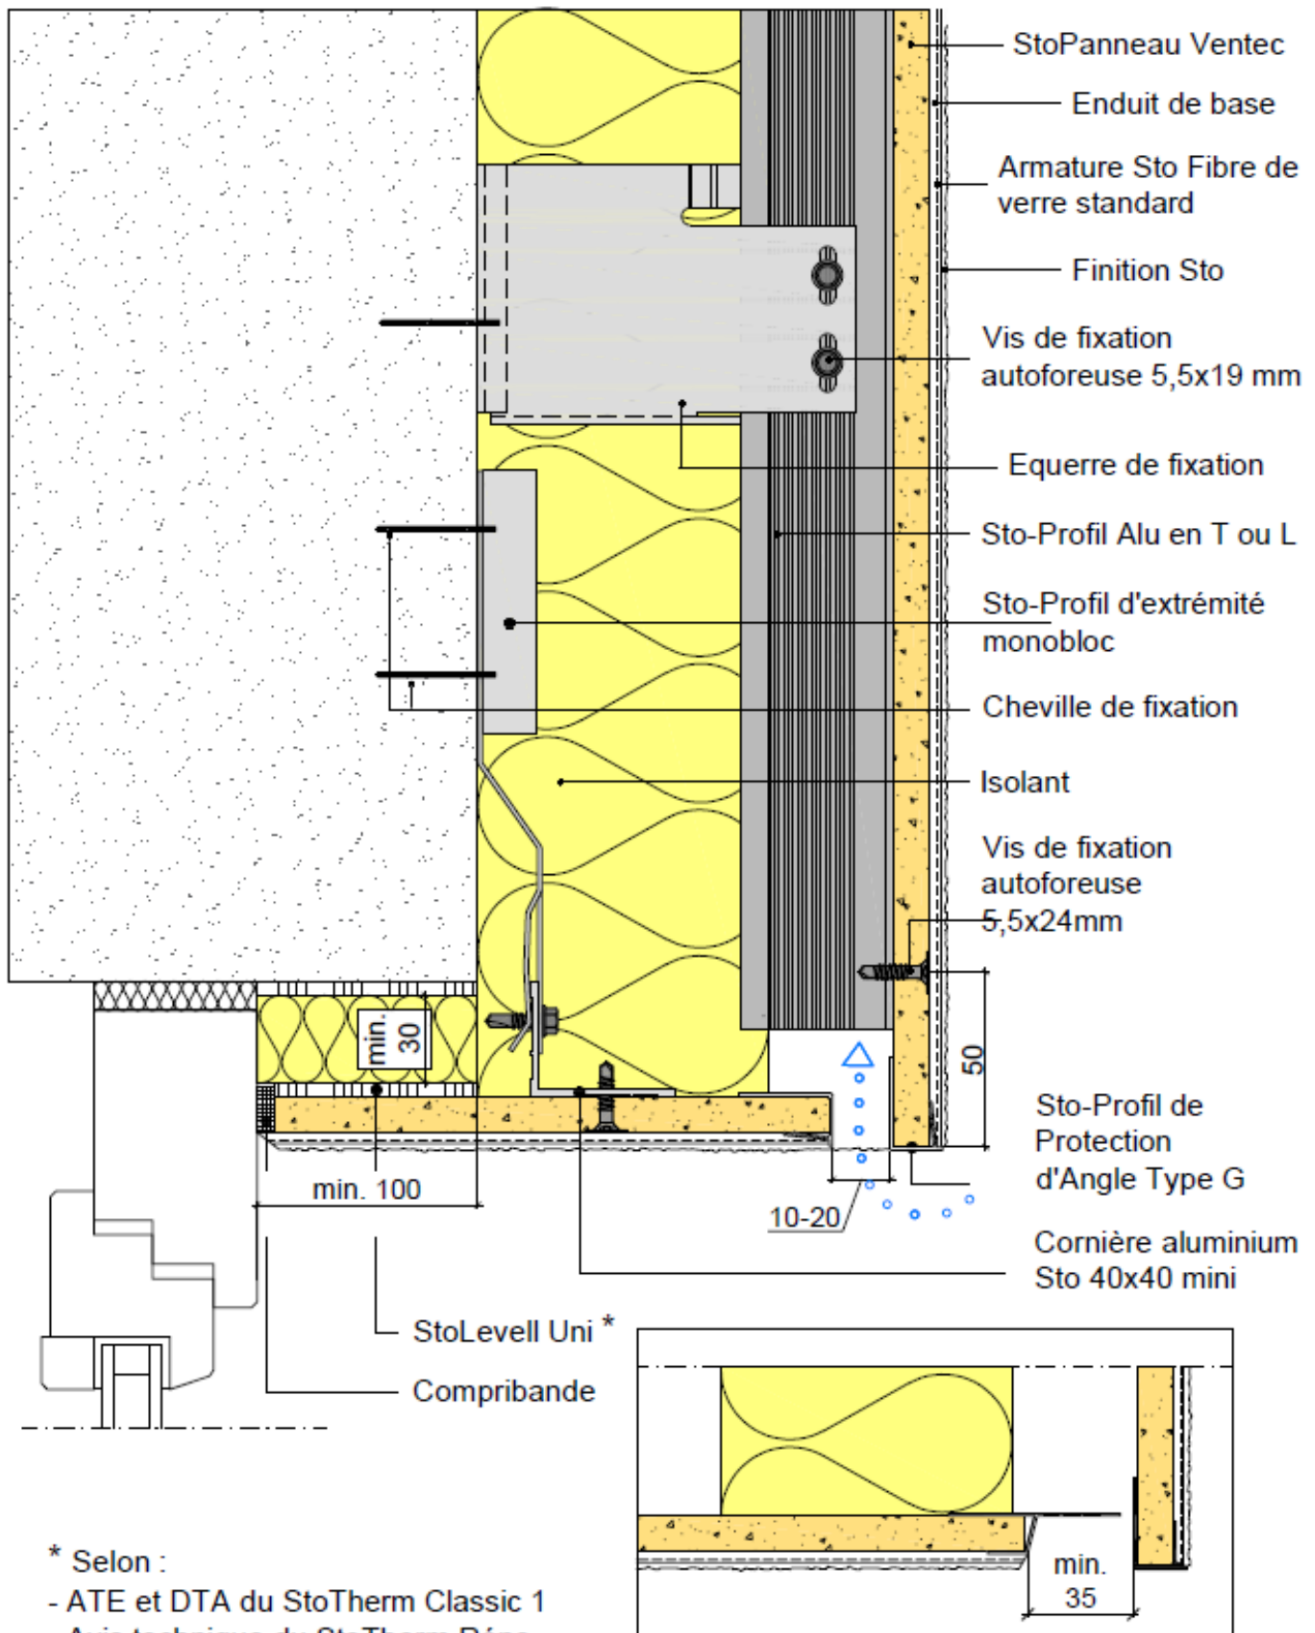 StoPanneau Ventec
Enduit de base
Armature Sto Fibre de
verre standard
Finition Sto
Vis de fixation
autoforeuse 5,5x19 mm
Equerre de fixation
Sto-Profil Alu en T ou L
Sto-Profil d'extrémité
monobloc
Cheville de fixation
Isolant
Vis de fixation
autoforeuse
5,5x24mm
min.
30
50
Sto-Profil de
Protection
d'Angle Type G
min. 100
10-20
Cornière aluminium
Sto 40x40 mini
StoLevell Uni *
Compribande
min.
35
* Selon :
- ATE et DTA du StoTherm Classic 1